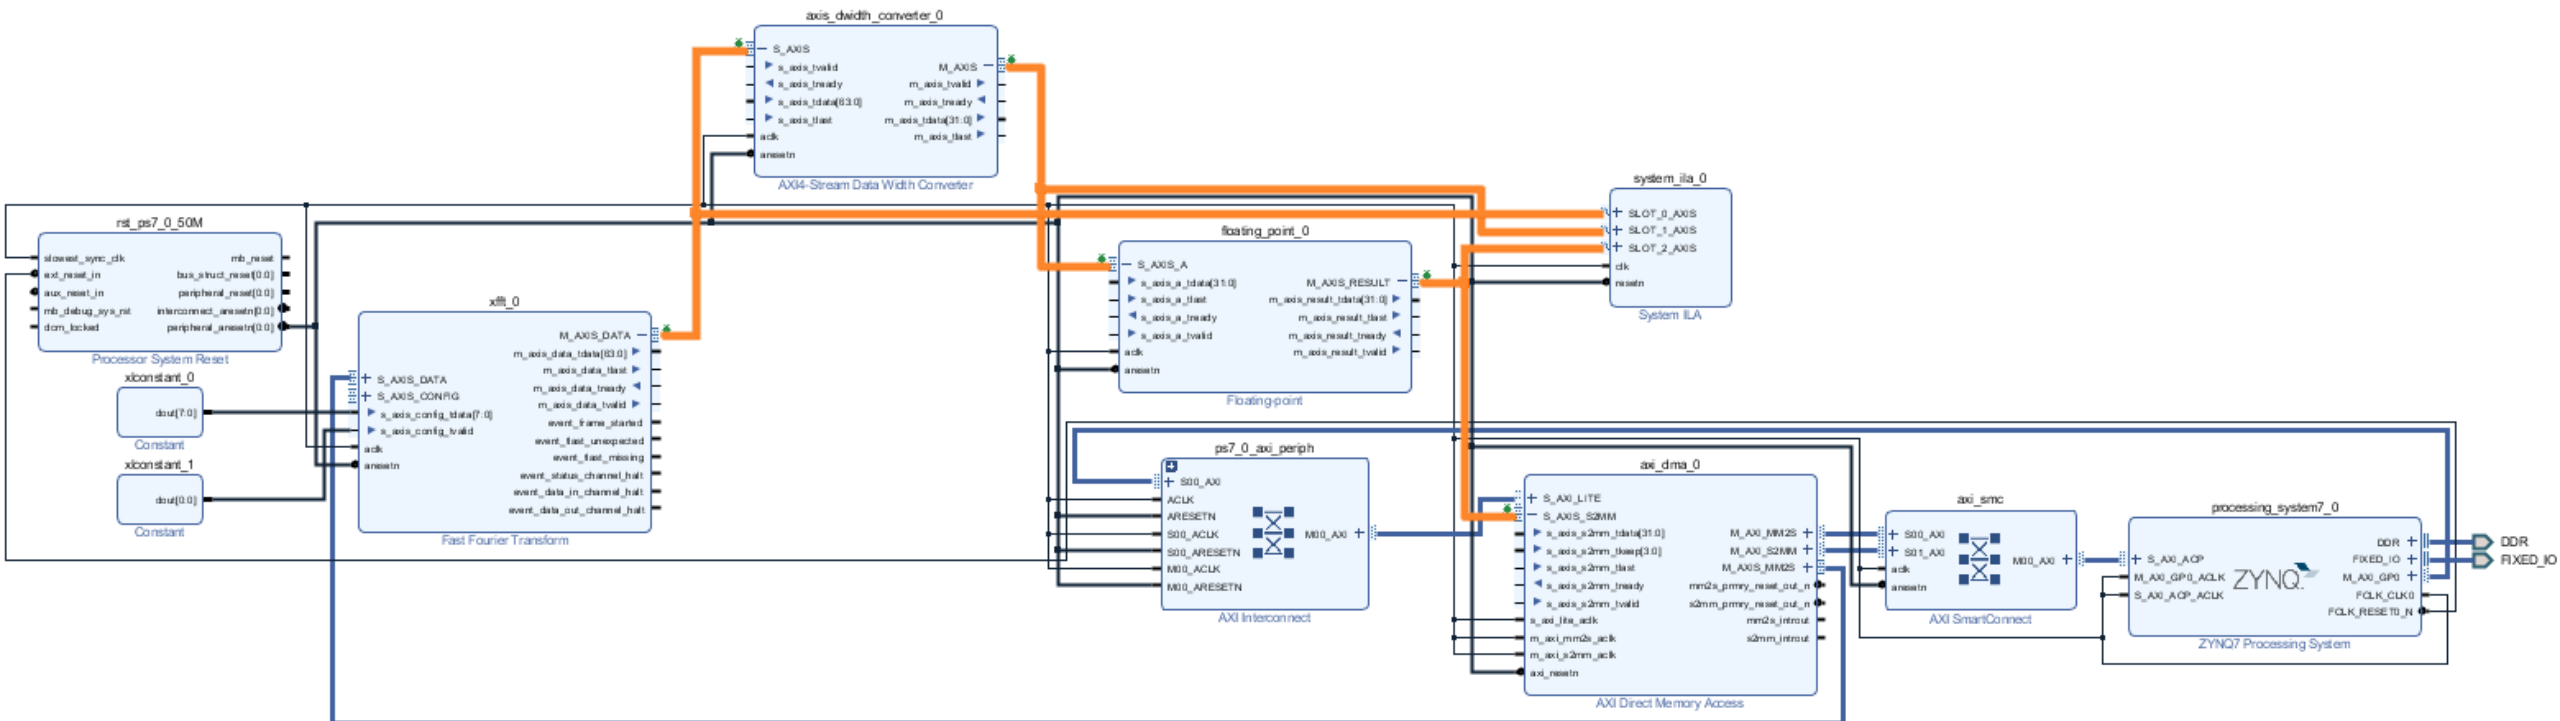 axis_dwidth_converter_0
S_AXIS
s_axis_tvalid
s_axis_tready
s_axis_tdata[63:0]
s_axis_tlast
aclk
aresetn
M_AXIS
m_axis_tvalid
m_axis_tready
m_axis_tdata[31:0]
m_axis_tlast
AXI4-Stream Data Width Converter
rst_ps7_0_50M
slowest_sync_clk
ext_reset_in
aux_reset_in
mb_debug_sys_rst
dcm_locked
mb_reset
bus_struct_reset[0:0]
peripheral_reset[0:0]
interconnect_aresetn[0:0]
peripheral_aresetn[0:0]
Processor System Reset
xlconstant_0
dout[7:0]
Constant
xlconstant_1
dout[0:0]
Constant
xfft_0
S_AXIS_DATA
S_AXIS_CONFIG
s_axis_config_tdata[7:0]
s_axis_config_tvalid
aclk
aresetn
M_AXIS_DATA
m_axis_data_tdata[63:0]
m_axis_data_tlast
m_axis_data_tready
m_axis_data_tvalid
event_frame_started
event_tlast_unexpected
event_tlast_missing
event_status_channel_halt
event_data_in_channel_halt
event_data_out_channel_halt
Fast Fourier Transform
floating_point_0
S_AXIS_A
s_axis_a_tdata[31:0]
s_axis_a_tlast
s_axis_a_tready
s_axis_a_tvalid
aclk
aresetn
M_AXIS_RESULT
m_axis_result_tdata[31:0]
m_axis_result_tlast
m_axis_result_tready
m_axis_result_tvalid
Floating-point
system_ila_0
SLOT_0_AXIS
SLOT_1_AXIS
SLOT_2_AXIS
clk
resetn
System ILA
ps7_0_axi_periph
S00_AXI
ACLK
ARESETN
S00_ACLK
S00_ARESETN
M00_ACLK
M00_ARESETN
M00_AXI
AXI Interconnect
axi_dma_0
S_AXI_LITE
S_AXIS_S2MM
s_axis_s2mm_tdata[31:0]
s_axis_s2mm_tkeep[3:0]
s_axis_s2mm_tlast
s_axis_s2mm_tready
s_axis_s2mm_tvalid
s_axi_lite_aclk
m_axi_mm2s_aclk
m_axi_s2mm_aclk
axi_resetn
M_AXI_MM2S
M_AXI_S2MM
M_AXIS_MM2S
mm2s_prmry_reset_out_n
s2mm_prmry_reset_out_n
mm2s_introut
s2mm_introut
AXI Direct Memory Access
axi_smc
S00_AXI
S01_AXI
aclk
aresetn
M00_AXI
AXI SmartConnect
processing_system7_0
S_AXI_ACP
M_AXI_GP0_ACLK
S_AXI_ACP_ACLK
ZYNQ
DDR
FIXED_IO
M_AXI_GP0
FCLK_CLK0
FCLK_RESET0_N
ZYNQ7 Processing System
DDR
FIXED_IO